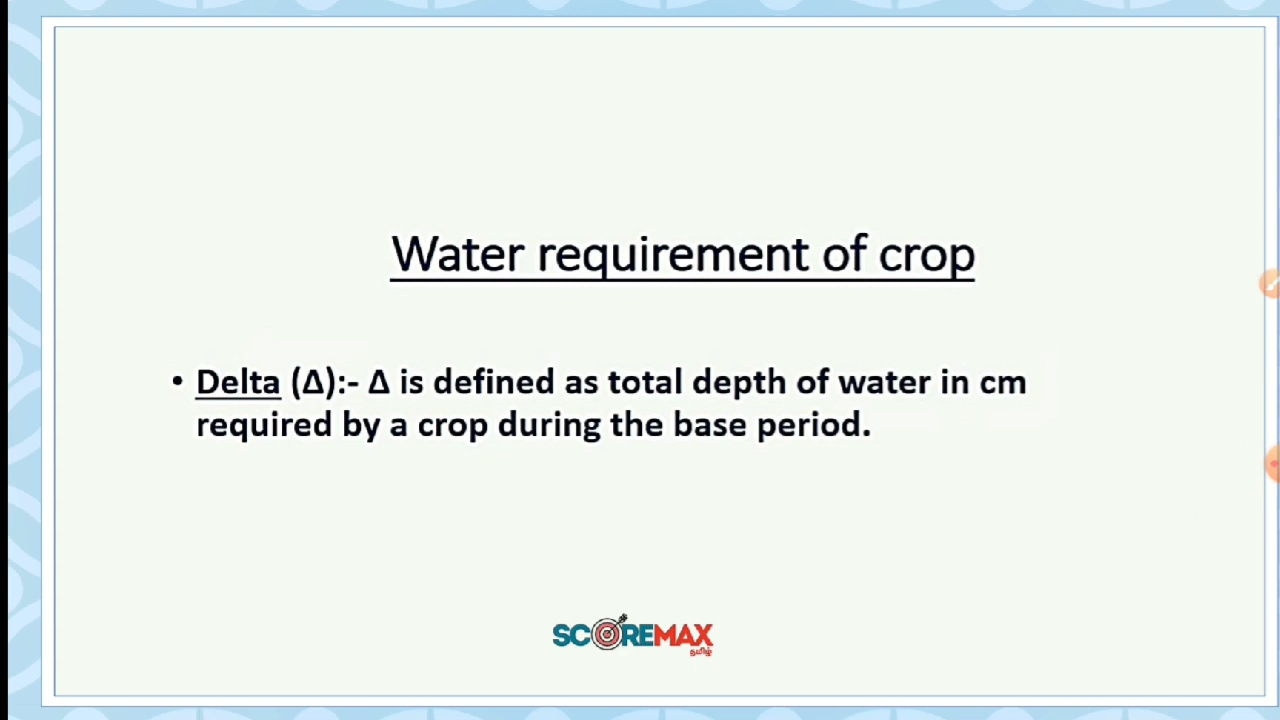 Water requirement of crop
• Delta (Δ):- Δ is defined as total depth of water in cm
required by a crop during the base period.
SCOREMAX
தமிழ்